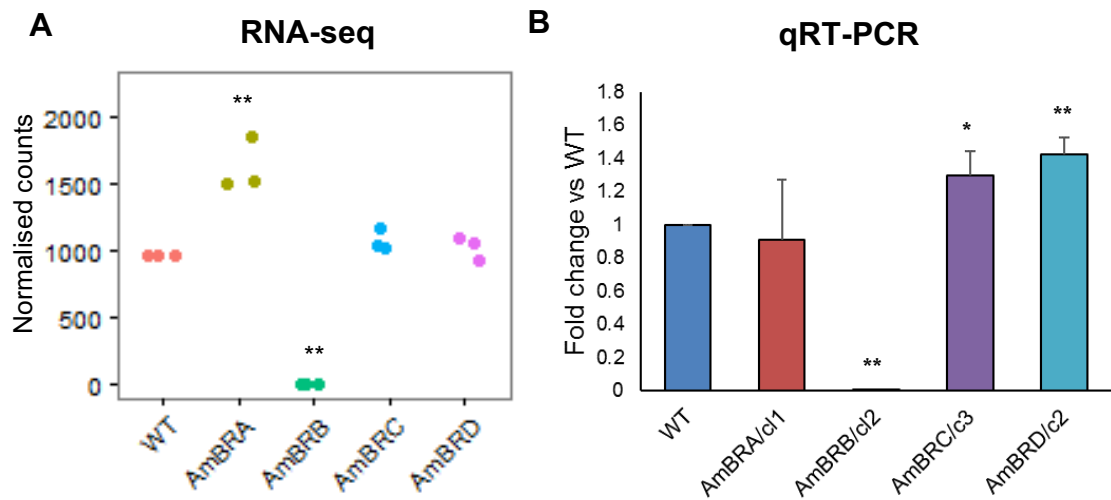 A
RNA-seq
Normalised counts
2000
1500
1000
500
0
**
**
WT
AmBRA
AmBRB
AmBRC
AmBRD
B
qRT-PCR
Fold change vs WT
1.8
1.6
1.4
1.2
1
0.8
0.6
0.4
0.2
0
**
*
**
WT
AmBRA/cl1
AmBRB/cl2
AmBRC/c3
AmBRD/c2